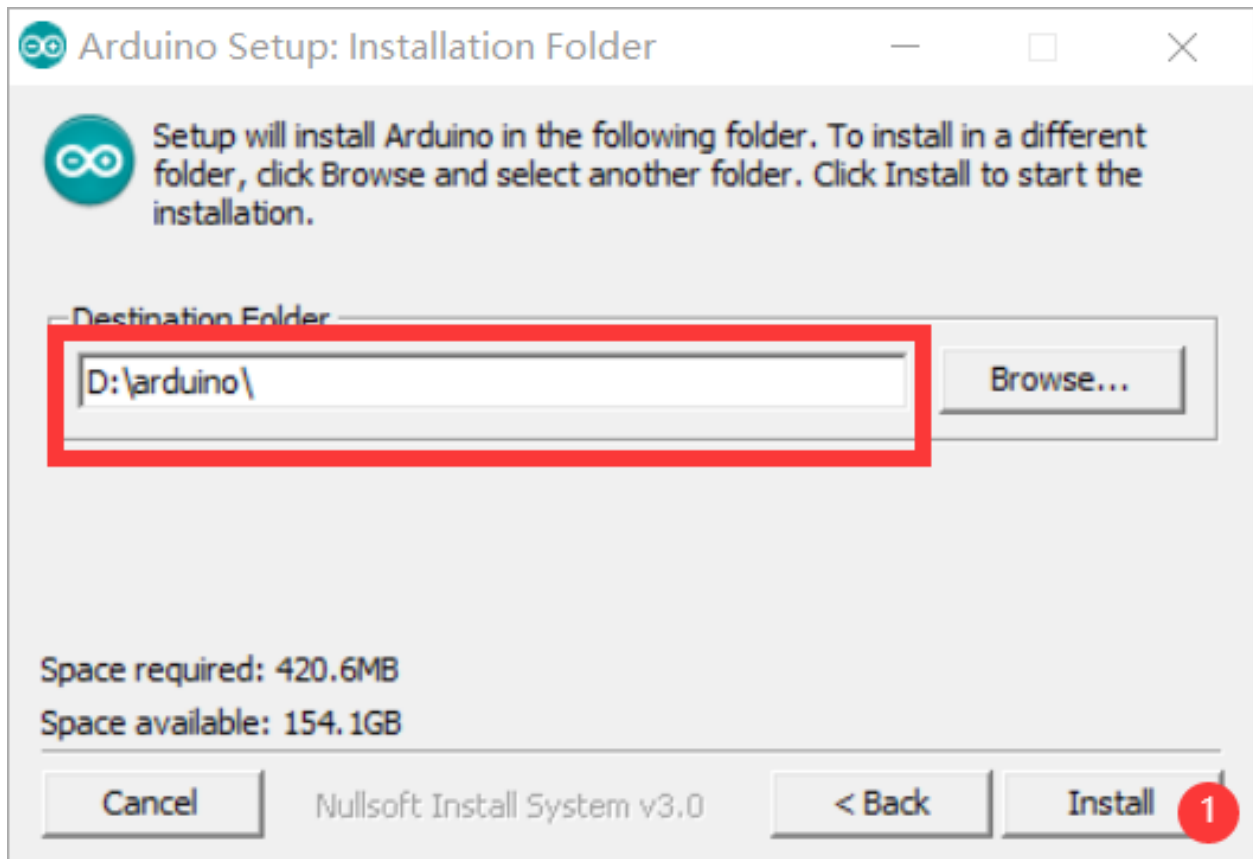 Arduino Setup: Installation Folder
Setup will install Arduino in the following folder. To install in a different
folder, click Browse and select another folder. Click Install to start the
installation.
Destination Folder
D:\arduino\
Browse...
Space required: 420.6MB
Space available: 154.1GB
Cancel
Nullsoft Install System v3.0
< Back
Install
1